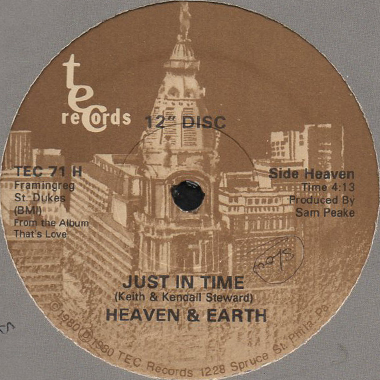 tec
records
12" DISC
TEC 71 H
Framingreg
St. Dukes
(BMI)
From the Album
That's Love
Side Heaven
Time 4:13
Produced By
Sam Peake
JUST IN TIME
(Keith & Kendall Steward)
HEAVEN & EARTH
©1980 ℗ 1980 TEC Records 1228 Spruce St. Phila., Pa